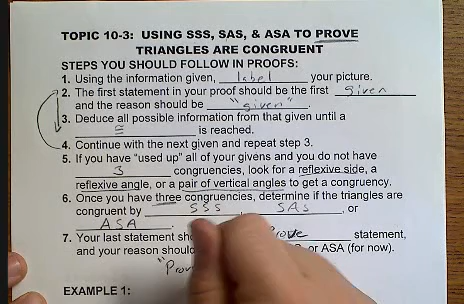 TOPIC 10-3: USING SSS, SAS, & ASA TO PROVE
TRIANGLES ARE CONGRUENT
STEPS YOU SHOULD FOLLOW IN PROOFS:
1. Using the information given, label your picture.
2. The first statement in your proof should be the first given
and the reason should be "given".
3. Deduce all possible information from that given until a
≅ is reached.
4. Continue with the next given and repeat step 3.
5. If you have "used up" all of your givens and you do not have
3 congruencies, look for a reflexive side, a
reflexive angle, or a pair of vertical angles to get a congruency.
6. Once you have three congruencies, determine if the triangles are
congruent by SSS, SAS, or
ASA.
7. Your last statement statement,
and your reason or ASA (for now).
EXAMPLE 1: